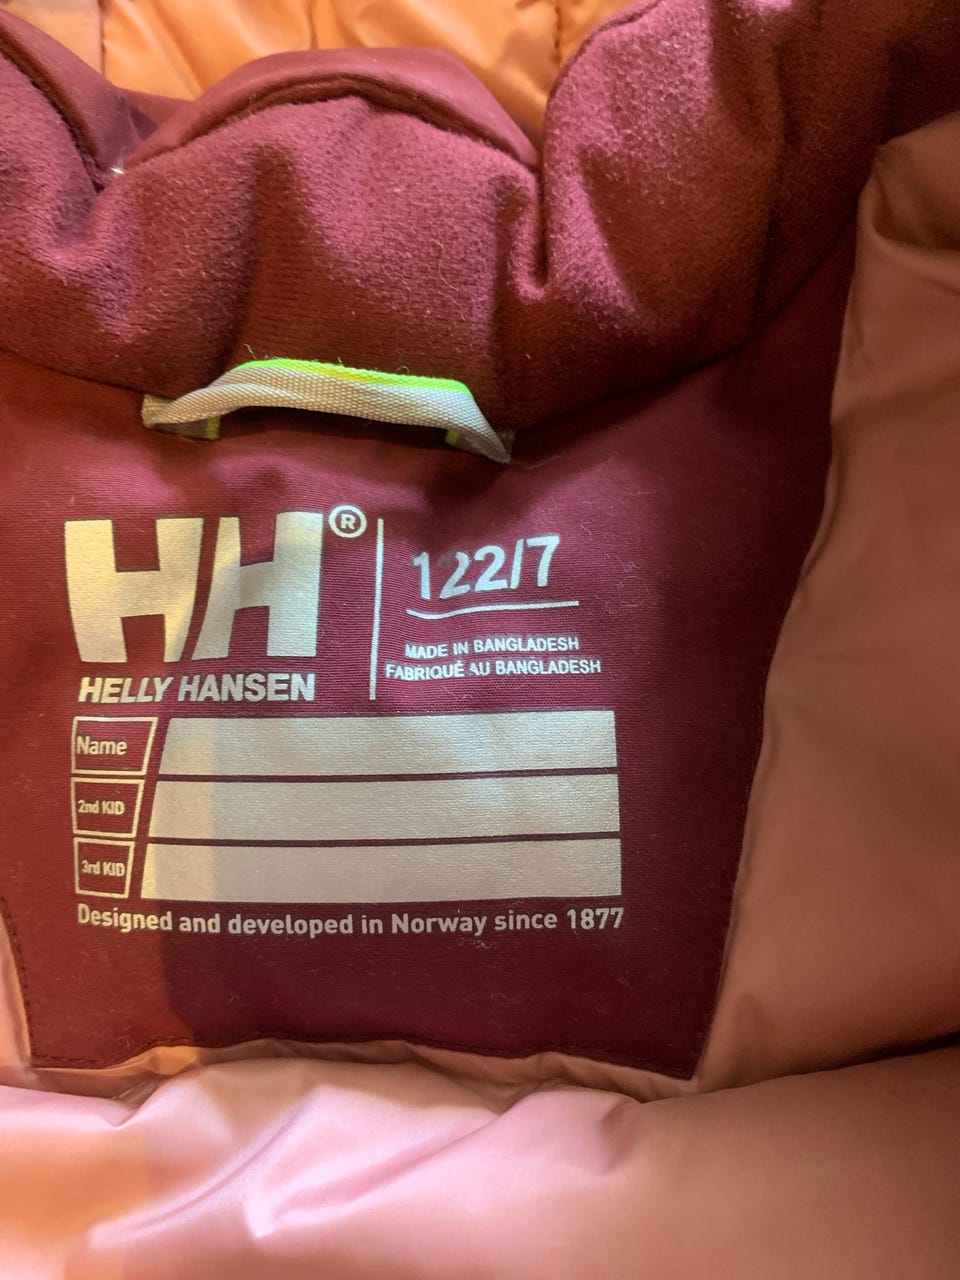 HH®
HELLY HANSEN
122/7
MADE IN BANGLADESH
FABRIQUÉ AU BANGLADESH
Name
2nd KID
3rd KID
Designed and developed in Norway since 1877